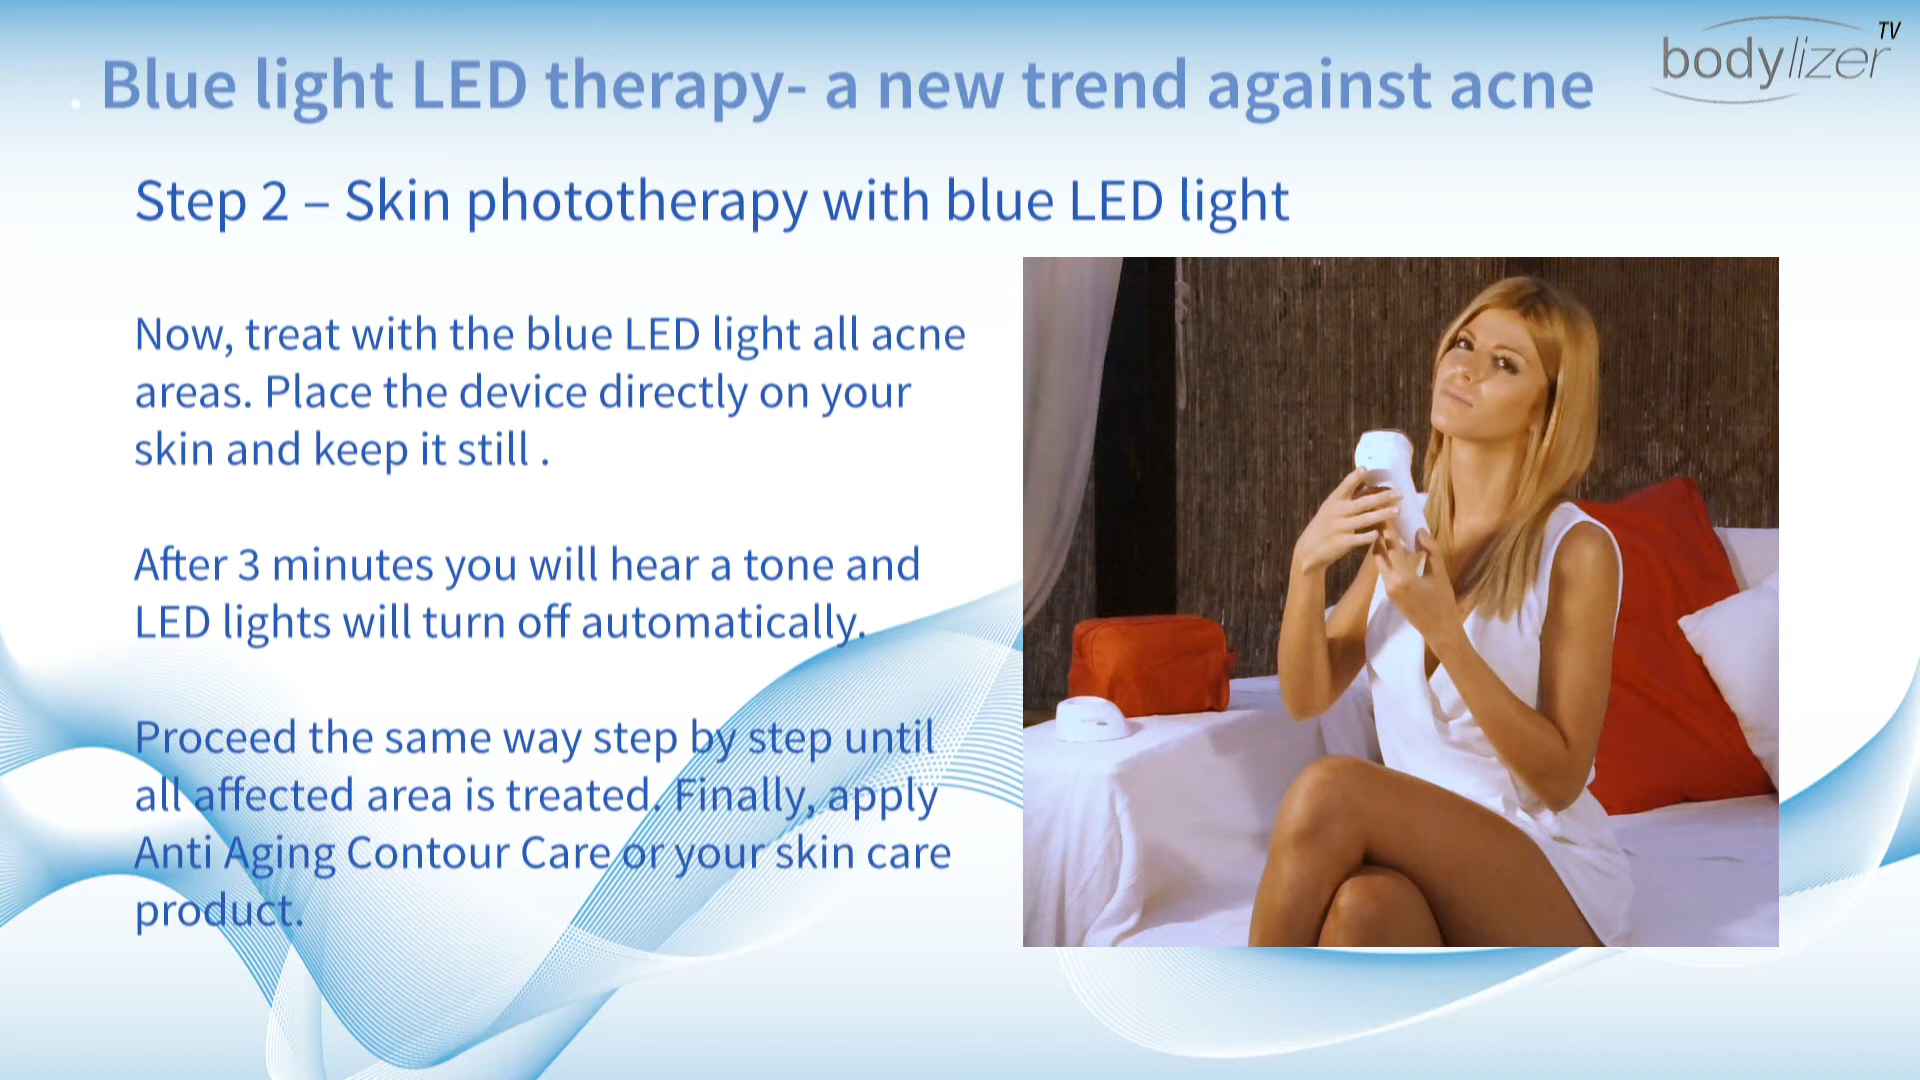 Blue light LED therapy- a new trend against acne
bodylizer TV
Step 2 – Skin phototherapy with blue LED light
Now, treat with the blue LED light all acne
areas. Place the device directly on your
skin and keep it still .
After 3 minutes you will hear a tone and
LED lights will turn off automatically.
Proceed the same way step by step until
all affected area is treated. Finally, apply
Anti Aging Contour Care or your skin care
product.